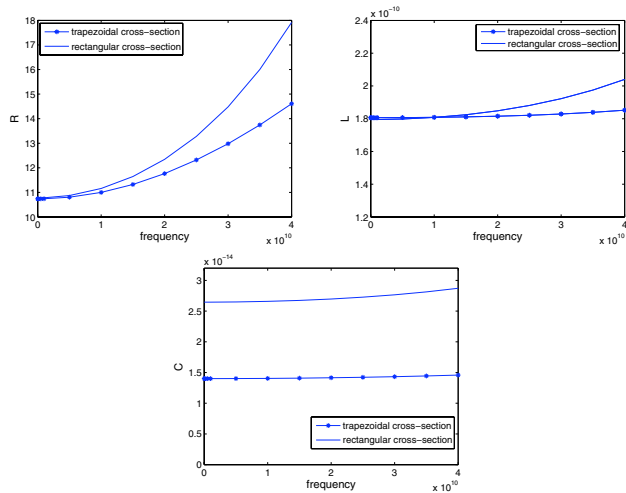 18
17
16
15
14
13
12
11
10
R
0
1
2
3
4
frequency
x 10^10
trapezoidal cross-section
rectangular cross-section
x 10^-10
2.4
2.2
2
1.8
1.6
1.4
1.2
L
0
1
2
3
4
frequency
x 10^10
trapezoidal cross-section
rectangular cross-section
x 10^-14
3
2.5
2
1.5
1
0.5
0
C
0
1
2
3
4
frequency
x 10^10
trapezoidal cross-section
rectangular cross-section